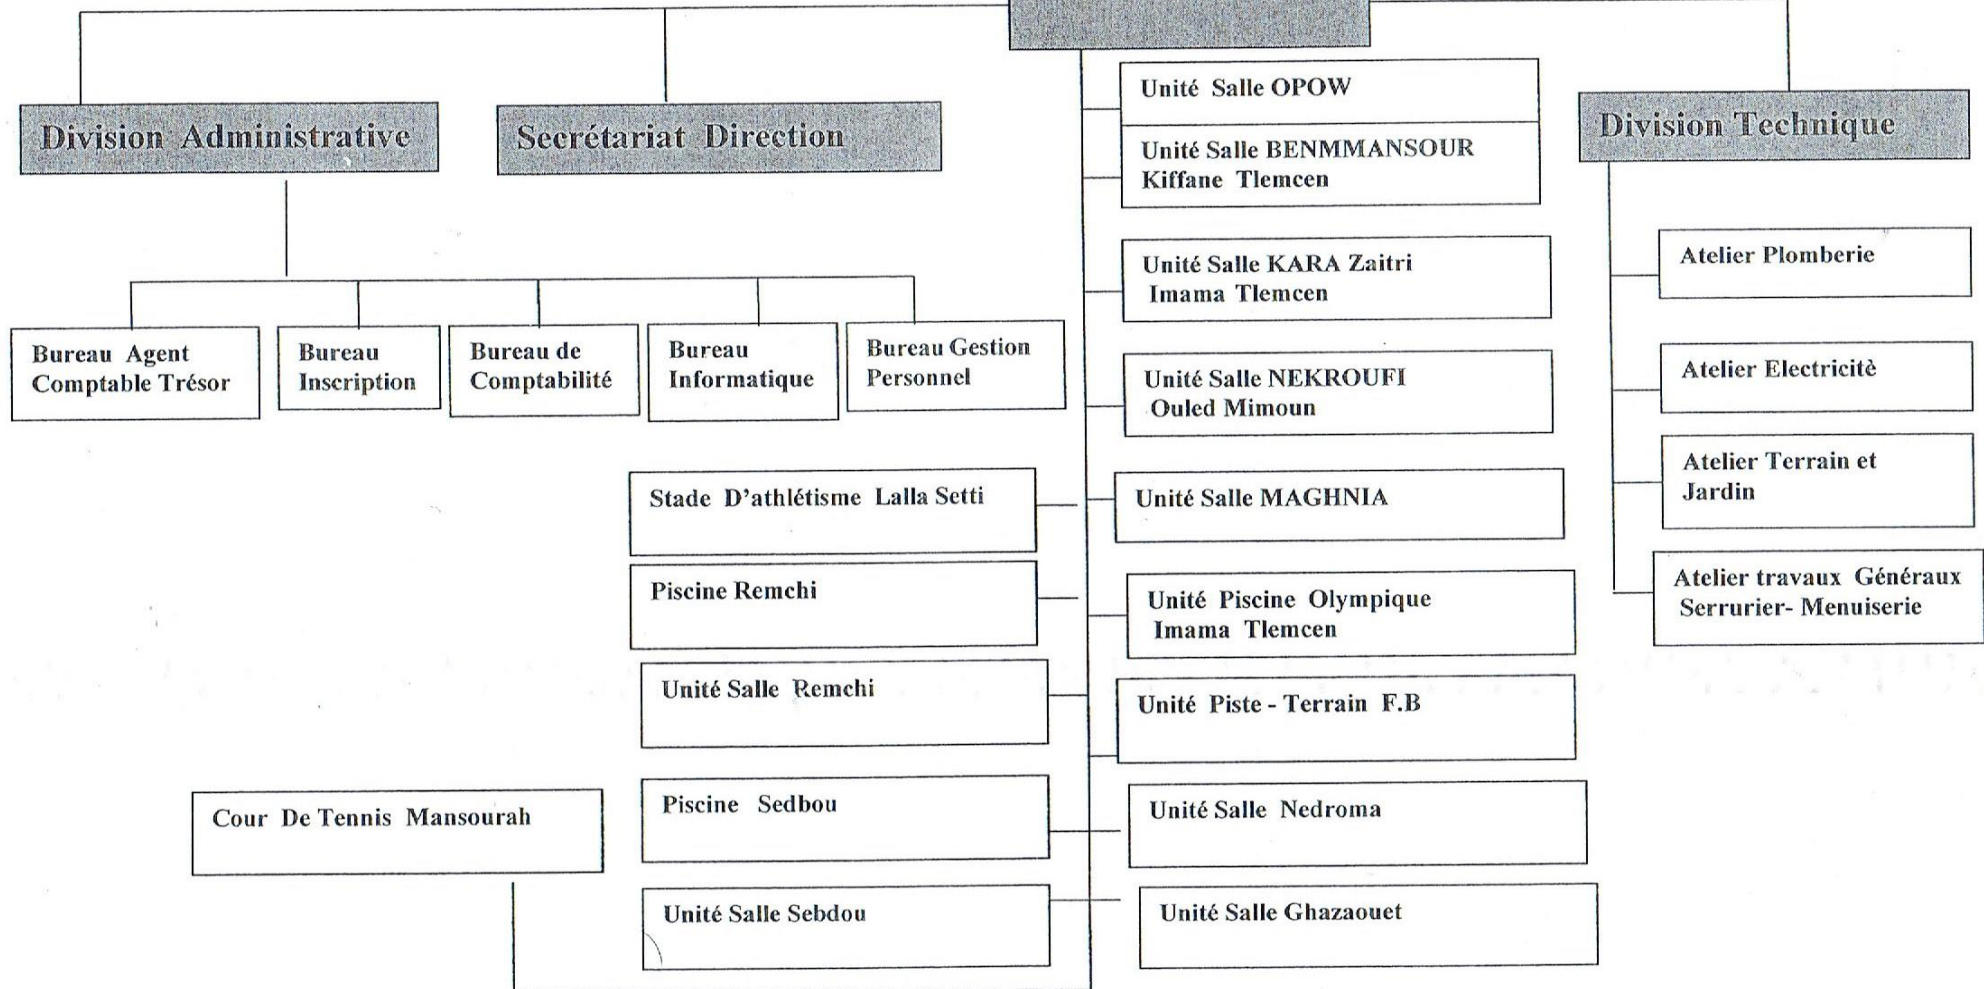 Division Administrative
Secrétariat Direction
Division Technique
Bureau Agent
Comptable Trésor
Bureau
Inscription
Bureau de
Comptabilité
Bureau
Informatique
Bureau Gestion
Personnel
Unité Salle OPOW
Unité Salle BENMMANSOUR
Kiffane Tlemcen
Unité Salle KARA Zaitri
Imama Tlemcen
Unité Salle NEKROUFI
Ouled Mimoun
Unité Salle MAGHNIA
Unité Piscine Olympique
Imama Tlemcen
Unité Piste - Terrain F.B
Unité Salle Nedroma
Unité Salle Ghazaouet
Stade D'athlétisme Lalla Setti
Piscine Remchi
Unité Salle Remchi
Piscine Sedbou
Unité Salle Sebdou
Cour De Tennis Mansourah
Atelier Plomberie
Atelier Electricitè
Atelier Terrain et
Jardin
Atelier travaux Généraux
Serrurier- Menuiserie